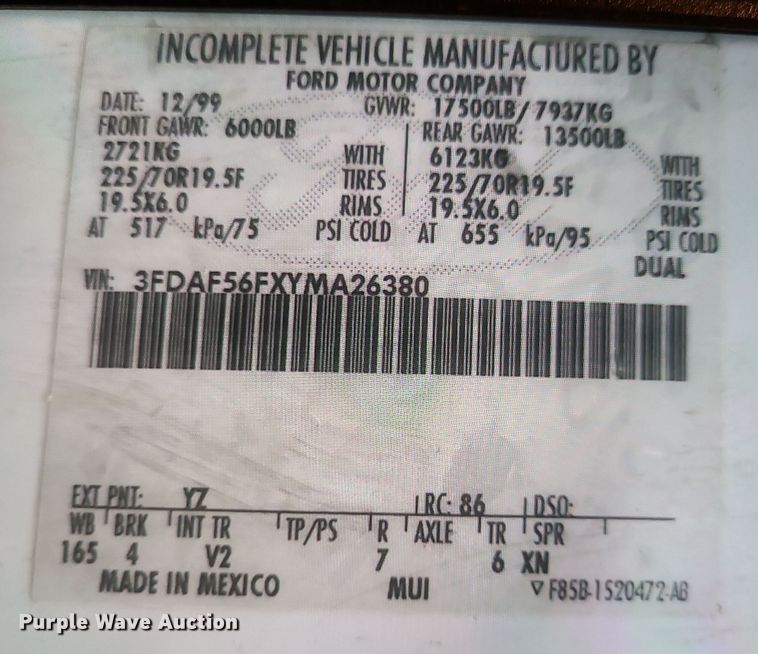 INCOMPLETE VEHICLE MANUFACTURED BY
FORD MOTOR COMPANY
DATE: 12/99 GVWR: 17500LB/ 7937KG
FRONT GAWR: 6000LB REAR GAWR: 13500LB
2721KG WITH 6123KG WITH
225/70R19.5F TIRES 225/70R19.5F TIRES
19.5X6.0 RIMS 19.5X6.0 RIMS
AT 517 kPa/75 PSI COLD AT 655 kPa/95 PSI COLD
DUAL
VIN: 3FDAF56FXYMA26380
EXT PNT: YZ RC: 86 DSO:
WB BRK INT TR TP/PS R AXLE TR SPR
165 4 V2 7 6 XN
MADE IN MEXICO MUI F85B-1520472-AB
Purple Wave Auction